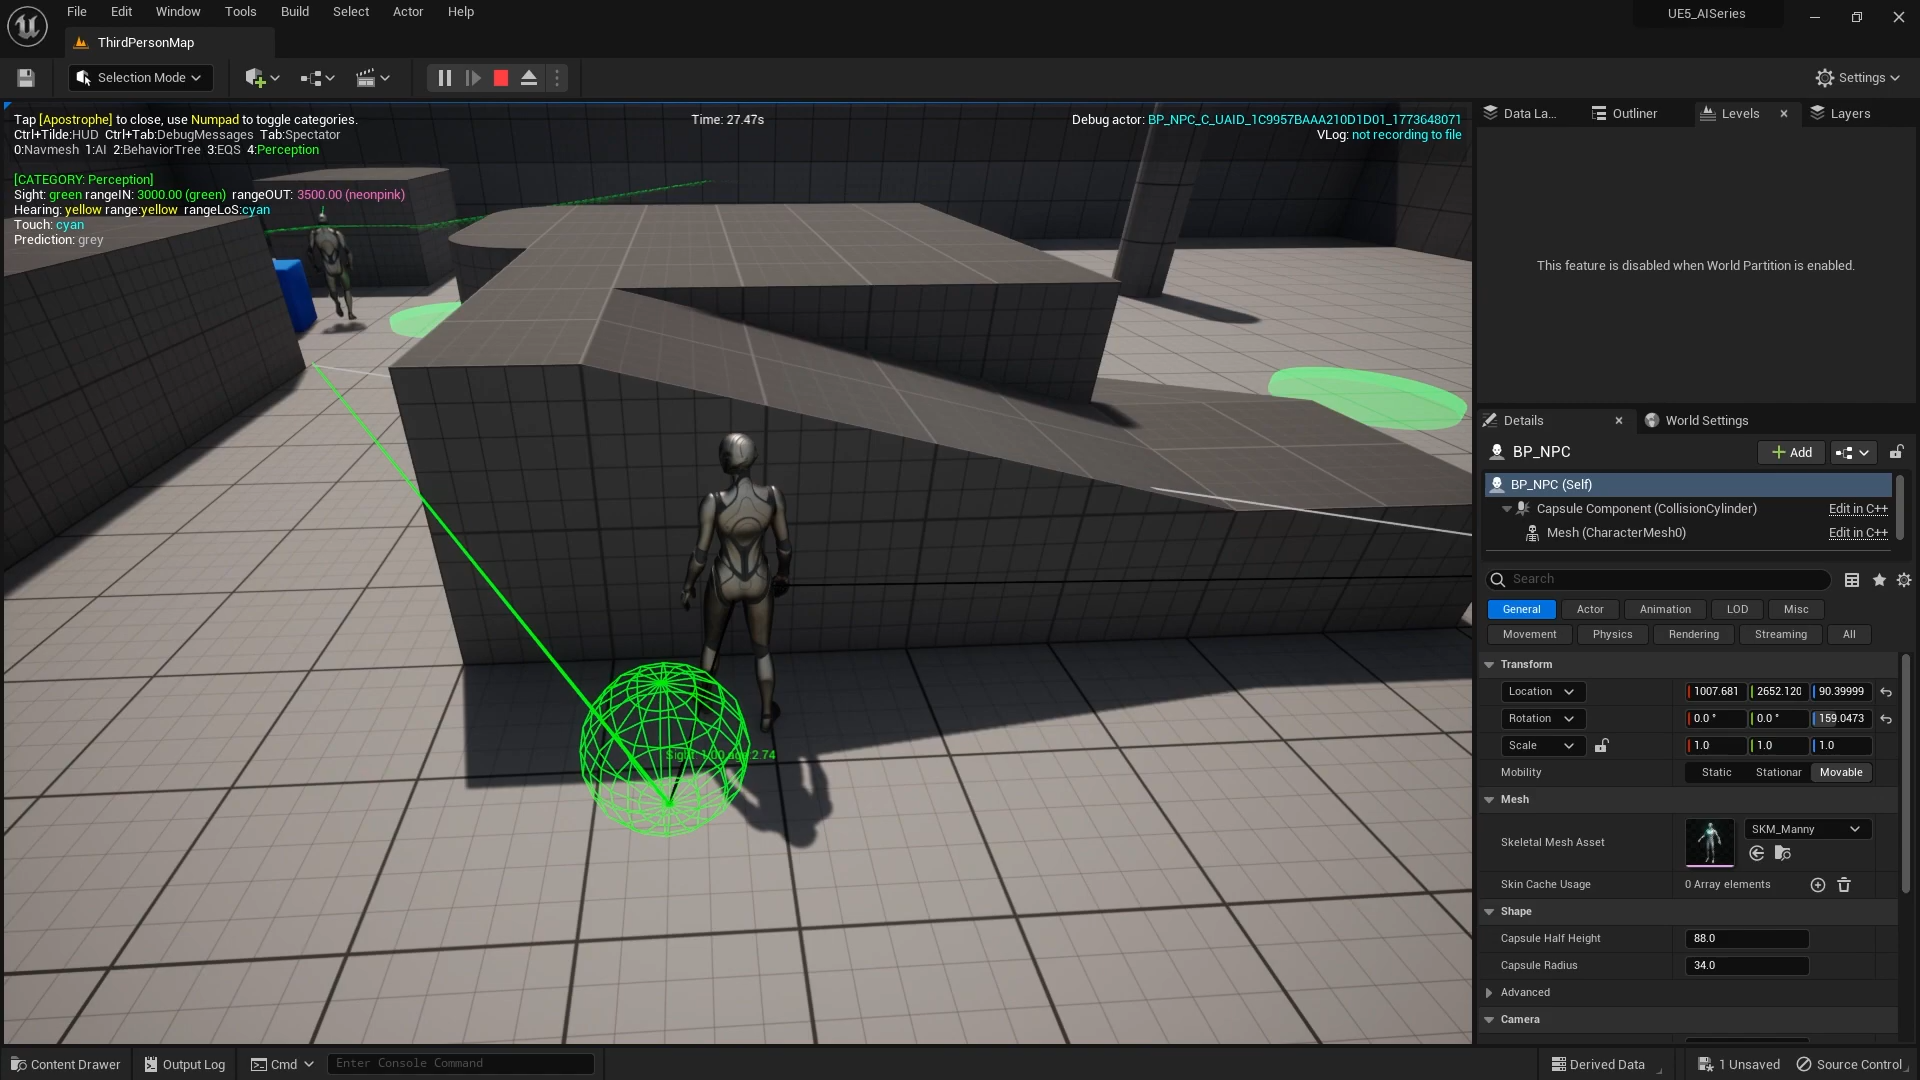 File Edit Window Tools Build Select Actor Help
UE5_AISeries
ThirdPersonMap
Selection Mode
Settings
Tap [Apostrophe] to close, use Numpad to toggle categories.
Ctrl+Tilde:HUD Ctrl+Tab:DebugMessages Tab:Spectator
0:Navmesh 1:AI 2:BehaviorTree 3:EQS 4:Perception
Time: 27.47s
Debug actor: BP_NPC_C_UAID_1C9957BAAA210D1D01_1773648071
VLog: not recording to file
[CATEGORY: Perception]
Sight: green rangeIN: 3000.00 (green) rangeOUT: 3500.00 (neonpink)
Hearing: yellow range:yellow rangeLoS:cyan
Touch: cyan
Prediction: grey
Sight: 1.00 age:2.74
Data La... Outliner Levels Layers
This feature is disabled when World Partition is enabled.
Details World Settings
BP_NPC Add
BP_NPC (Self)
Capsule Component (CollisionCylinder) Edit in C++
Mesh (CharacterMesh0) Edit in C++
Search
General Actor Animation LOD Misc
Movement Physics Rendering Streaming All
Transform
Location 1007.681 2652.120 90.39999
Rotation 0.0 ° 0.0 ° 159.0473
Scale 1.0 1.0 1.0
Mobility Static Stationar Movable
Mesh
Skeletal Mesh Asset SKM_Manny
Skin Cache Usage 0 Array elements
Shape
Capsule Half Height 88.0
Capsule Radius 34.0
Advanced
Camera
Content Drawer Output Log Cmd Enter Console Command Derived Data 1 Unsaved Source Control